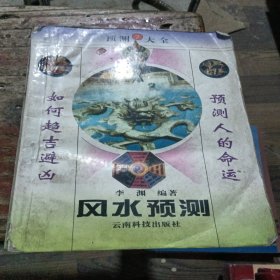 预测大全
如何趋吉避凶
预测人的命运
李渊 编著
风水预测
云南科技出版社